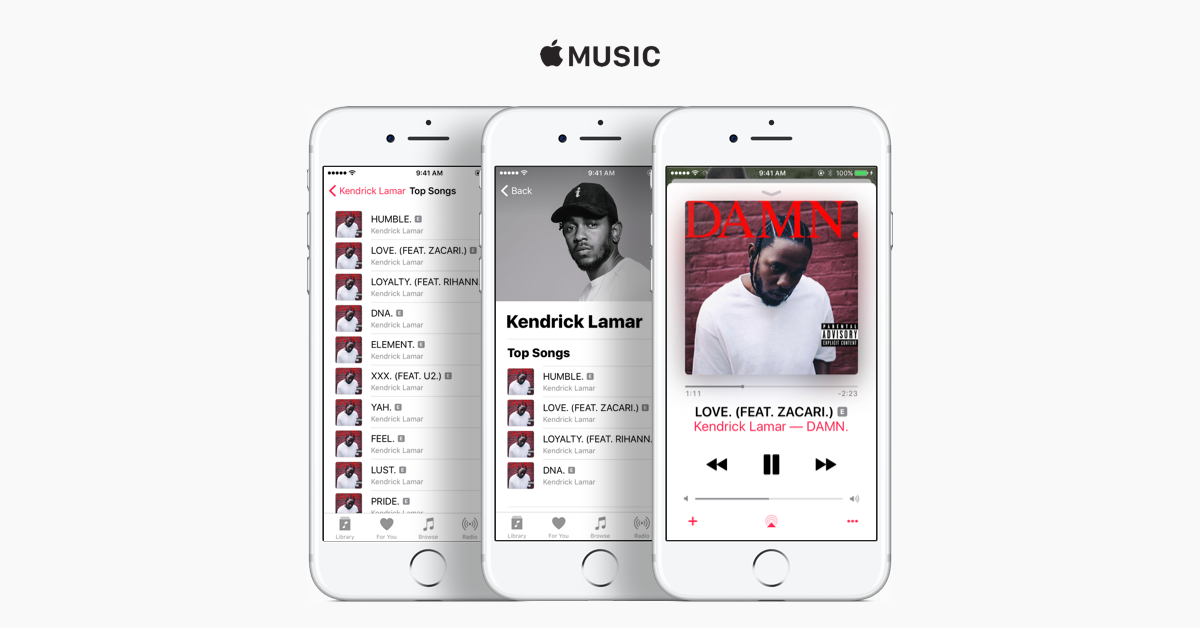 MUSIC
9:41 AM
Kendrick Lamar Top Songs
HUMBLE. E
LOVE. (FEAT. ZACARI.) E
Kendrick Lamar
LOYALTY. (FEAT. RIHANN
Kendrick Lamar
DNA. E
Kendrick Lamar
ELEMENT. E
Kendrick Lamar
XXX. (FEAT. U2.) E
Kendrick Lamar
YAH. E
Kendrick Lamar
FEEL. E
Kendrick Lamar
LUST. E
Kendrick Lamar
PRIDE. E
Kendrick Lamar
Library For You Browse Radio
9:41 AM
Back
Kendrick Lamar
Top Songs
HUMBLE. E
Kendrick Lamar
LOVE. (FEAT. ZACARI.) E
Kendrick Lamar
LOYALTY. (FEAT. RIHANN.
Kendrick Lamar
DNA. E
Kendrick Lamar
Library For You Browse Radio
9:41 AM 100%
DAMN.
PARENTAL
ADVISORY
EXPLICIT CONTENT
1:11 -2:23
LOVE. (FEAT. ZACARI.) E
Kendrick Lamar — DAMN.